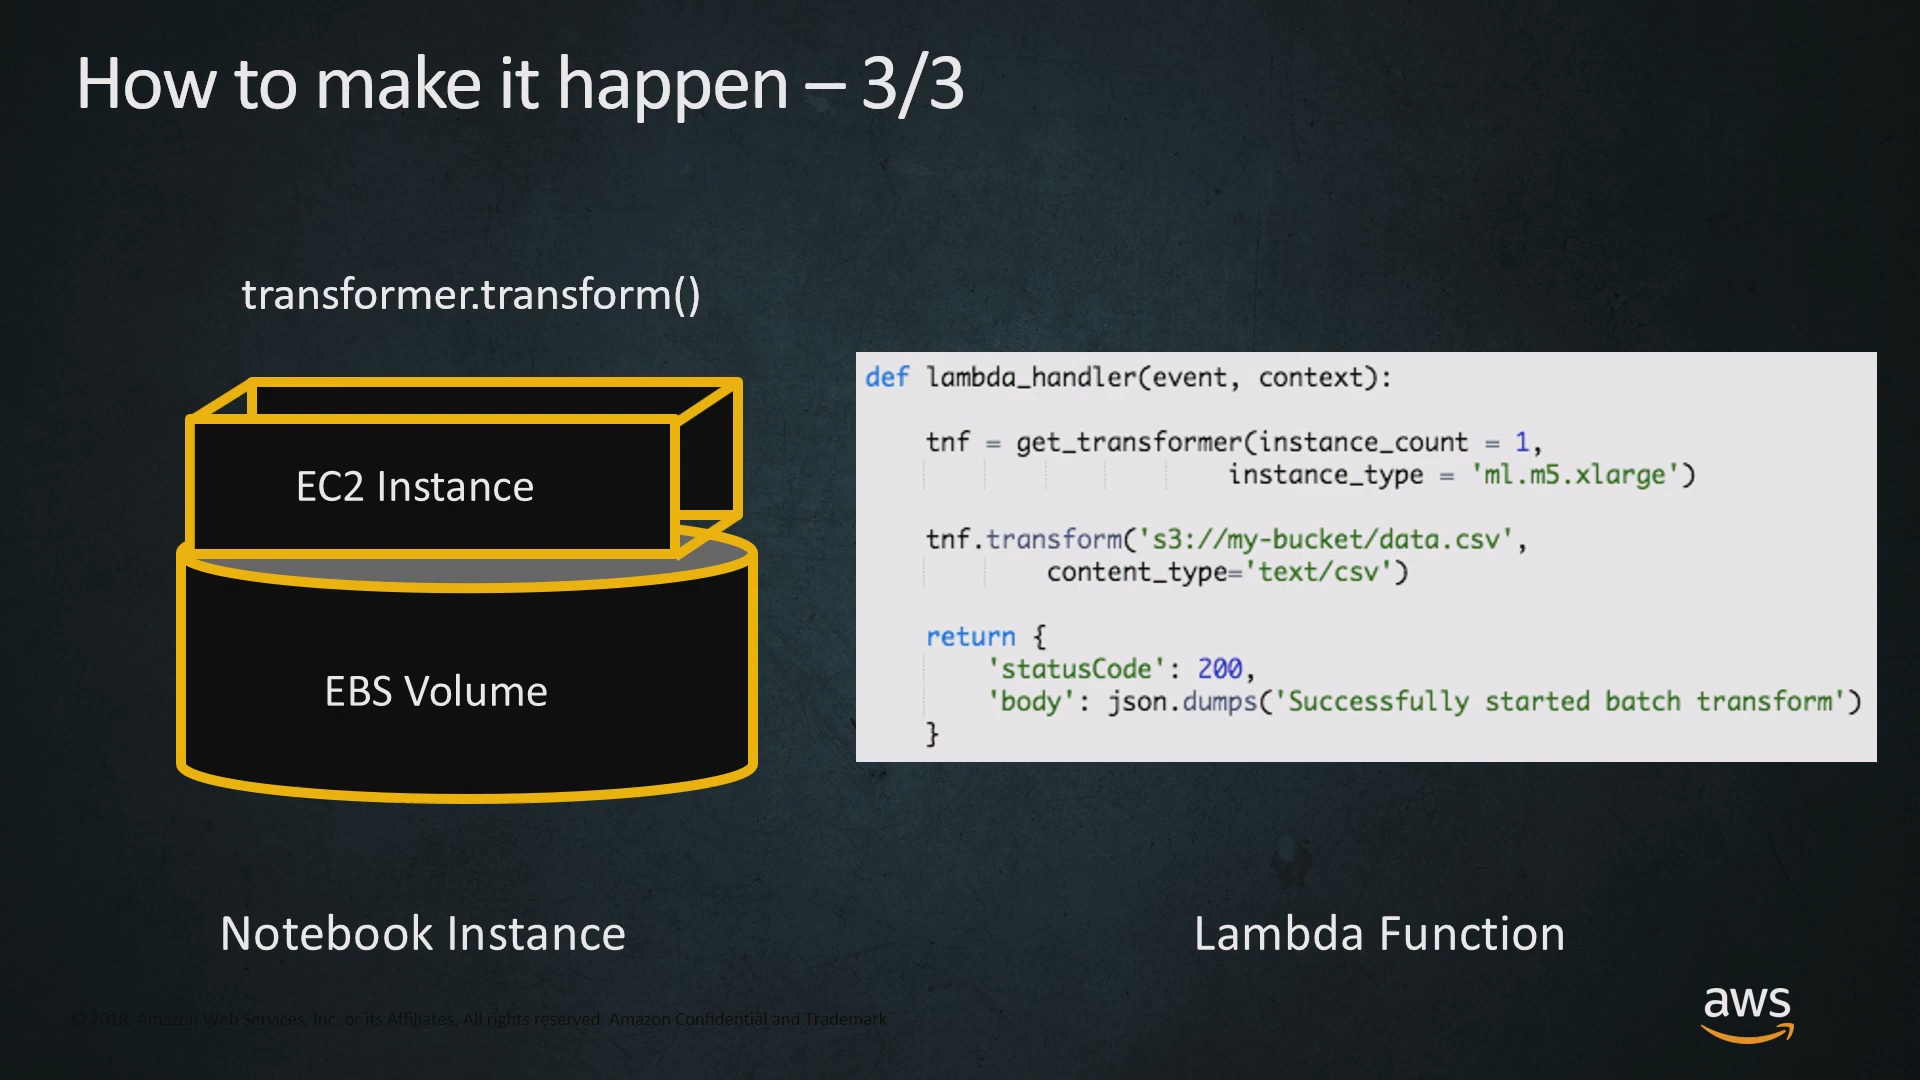 How to make it happen – 3/3
transformer.transform()
EC2 Instance
EBS Volume
Notebook Instance
def lambda_handler(event, context):
tnf = get_transformer(instance_count = 1,
instance_type = 'ml.m5.xlarge')
tnf.transform('s3://my-bucket/data.csv',
content_type='text/csv')
return {
'statusCode': 200,
'body': json.dumps('Successfully started batch transform')
}
Lambda Function
© 2018, Amazon Web Services, Inc. or its Affiliates. All rights reserved. Amazon Confidential and Trademark
aws